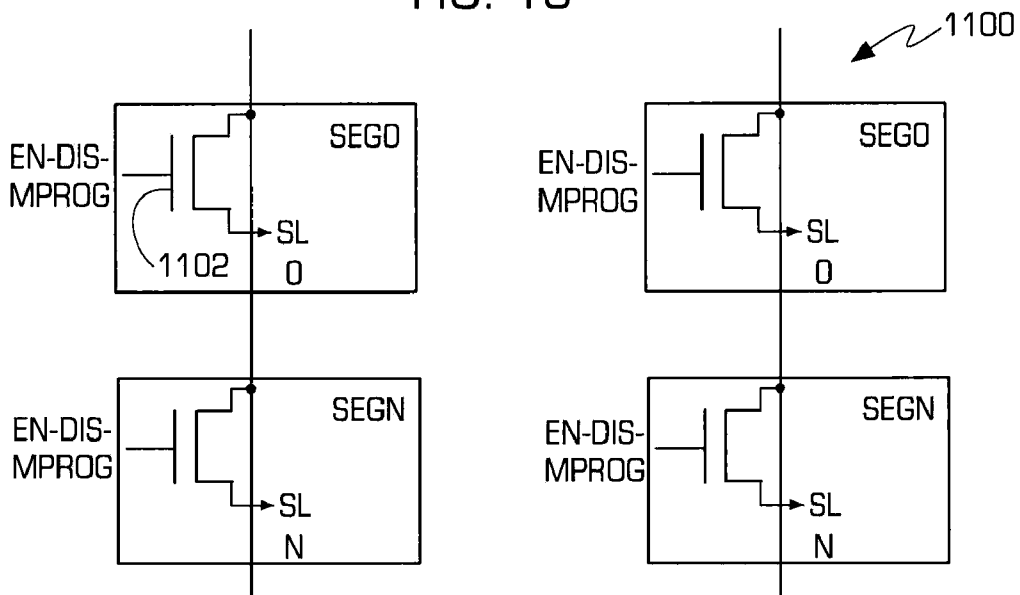 1100
SEG0
EN-DIS-
MPROG
SL
0
1102
SEG0
EN-DIS-
MPROG
SL
0
SEGN
EN-DIS-
MPROG
SL
N
SEGN
EN-DIS-
MPROG
SL
N